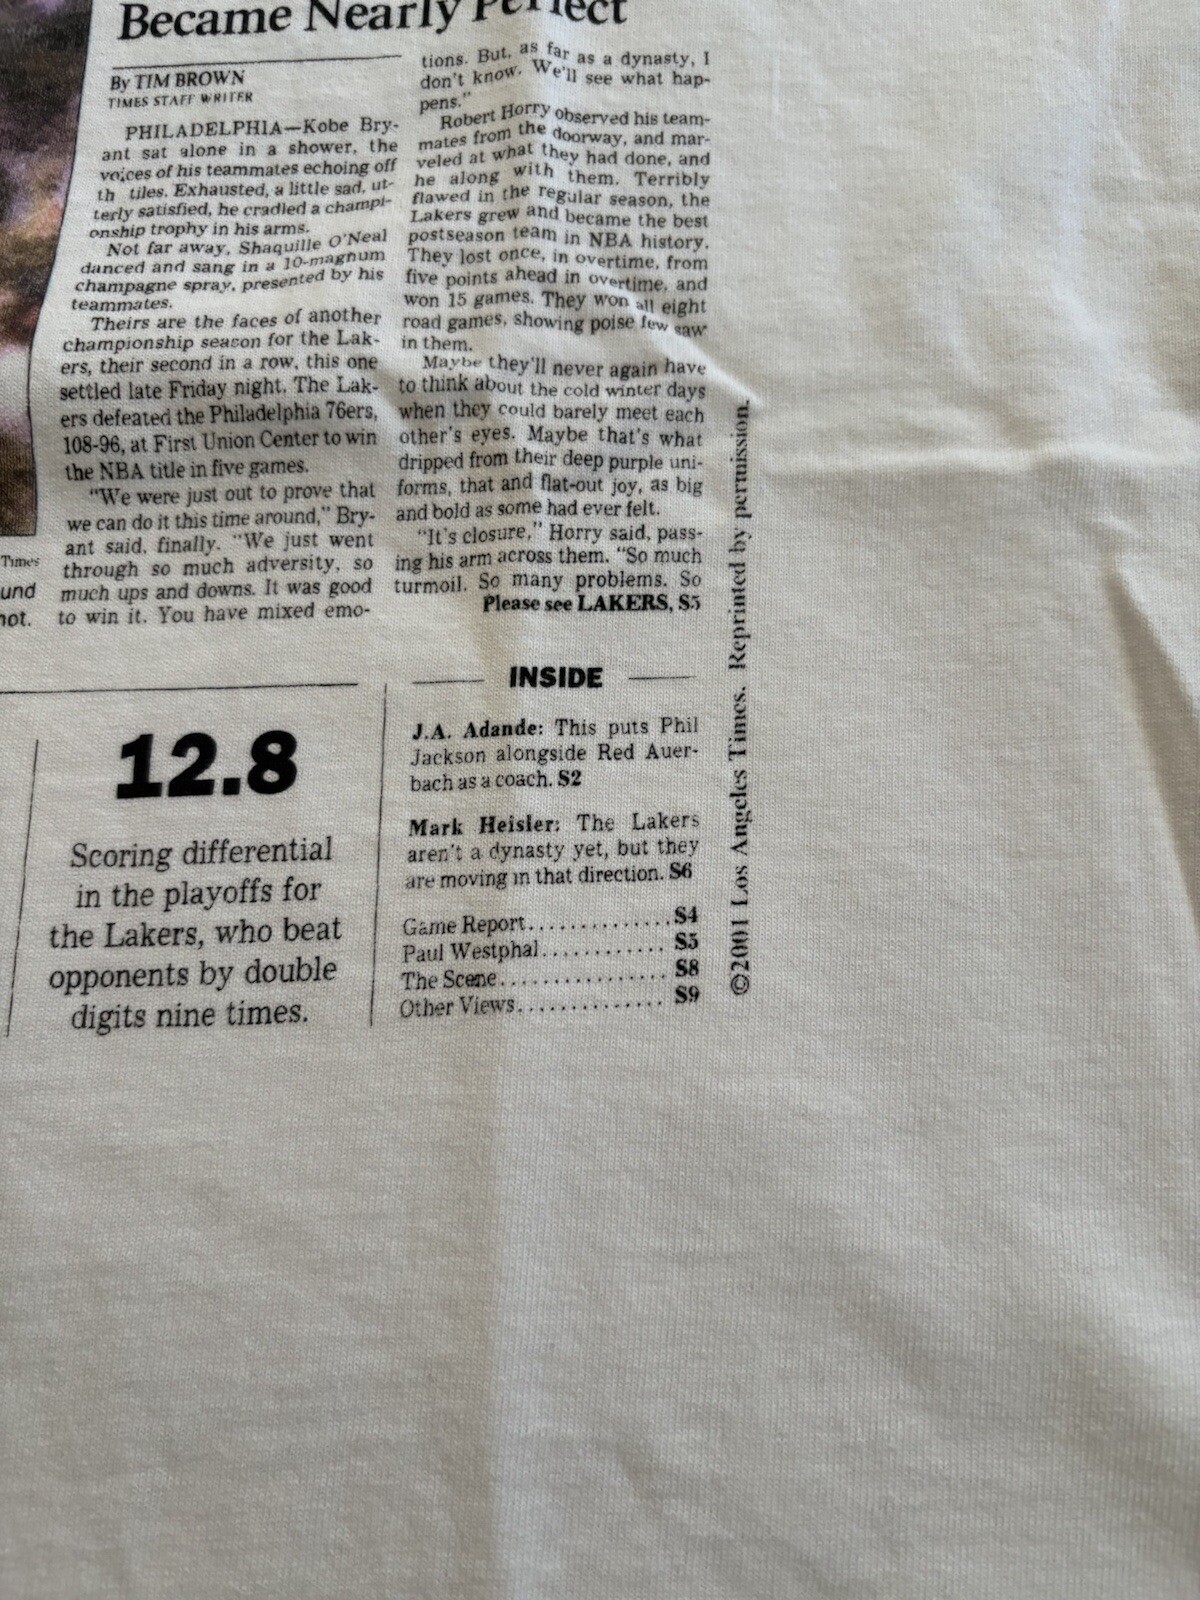 Became Nearly Perfect
By TIM BROWN
TIMES STAFF WRITER
PHILADELPHIA—Kobe Bry-
ant sat alone in a shower, the
voices of his teammates echoing off
th tiles. Exhausted, a little sad, ut-
terly satisfied, he cradled a champi-
onship trophy in his arms.
Not far away, Shaquille O'Neal
danced and sang in a 10-magnum
champagne spray, presented by his
teammates.
Theirs are the faces of another
championship season for the Lak-
ers, their second in a row, this one
settled late Friday night. The Lak-
ers defeated the Philadelphia 76ers,
108-96, at First Union Center to win
the NBA title in five games.
"We were just out to prove that
we can do it this time around," Bry-
ant said, finally. "We just went
through so much adversity, so
much ups and downs. It was good
to win it. You have mixed emo-
tions. But, as far as a dynasty, I
don't know. We'll see what hap-
pens."
Robert Horry observed his team-
mates from the doorway, and mar-
veled at what they had done, and
he along with them. Terribly
flawed in the regular season, the
Lakers grew and became the best
postseason team in NBA history.
They lost once, in overtime, from
five points ahead in overtime, and
won 15 games. They won all eight
road games, showing poise few saw
in them.
Maybe they'll never again have
to think about the cold winter days
when they could barely meet each
other's eyes. Maybe that's what
dripped from their deep purple uni-
forms, that and flat-out joy, as big
and bold as some had ever felt.
"It's closure," Horry said, pass-
ing his arm across them. "So much
turmoil. So many problems. So
Please see LAKERS, S5
Times
und
not.
12.8
Scoring differential
in the playoffs for
the Lakers, who beat
opponents by double
digits nine times.
INSIDE
J.A. Adande: This puts Phil
Jackson alongside Red Auer-
bach as a coach. S2
Mark Heisler: The Lakers
aren't a dynasty yet, but they
are moving in that direction. S6
Game Report..............S4
Paul Westphal............ S5
The Scene................ S8
Other Views.............. S9
©2001 Los Angeles Times. Reprinted by permission.